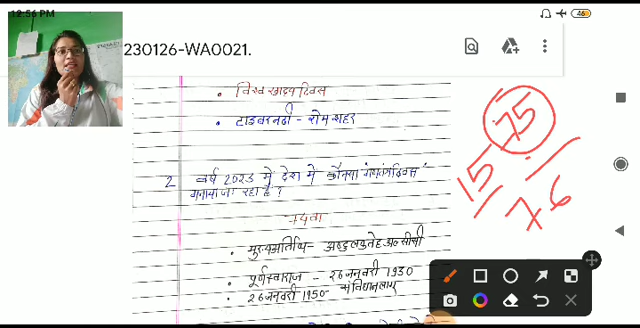 12:56 PM
46
230126-WA0021.
• विश्व खाद्य दिवस
• टाइबर नदी - रोम शहर
2 वर्ष 2023 में देश में कौनसा "गणतंत्र दिवस"
मनाया जा रहा है?
74वां
• मुख्य अतिथि - अब्दुल फतेह अल सीसी
• पूर्ण स्वराज - 26 जनवरी 1930
• 26 जनवरी 1950 - संविधान लागू
75
15
76